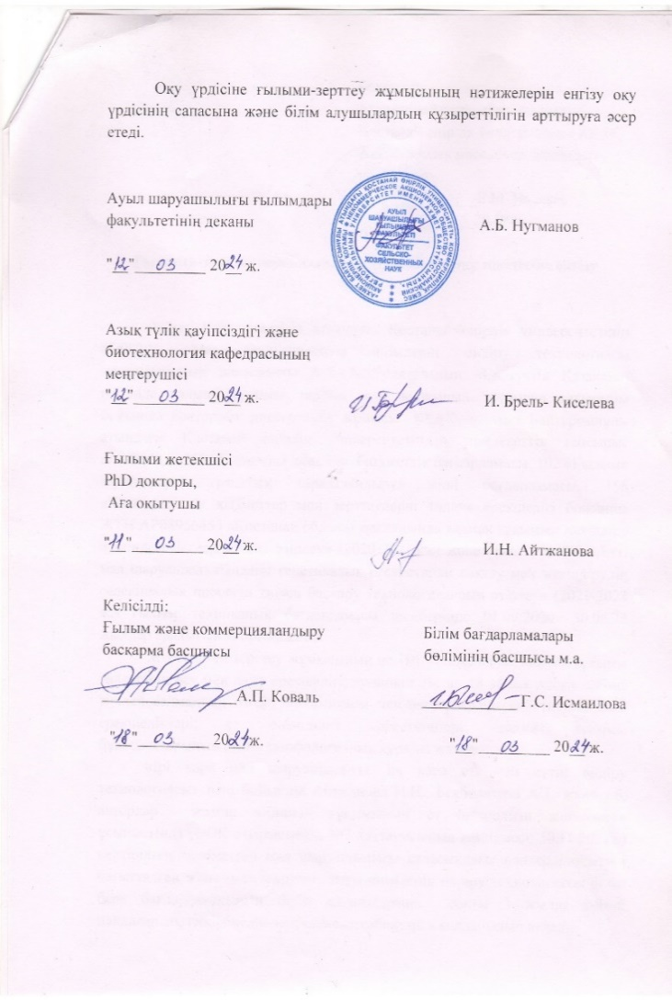 Оқу үрдісіне ғылыми-зерттеу жұмысының нәтижелерін енгізу оқу
үрдісінің сапасына және білім алушылардың құзыреттілігін арттыруға әсер
етеді.
Ауыл шаруашылығы ғылымдары
факультетінің деканы
А.Б. Нугманов
"12" 03 2024 ж.
АУЫЛ
ШАРУАШЫЛЫҒЫ
ҒЫЛЫМДАРЫ
ФАКУЛЬТЕТІ
ФАКУЛЬТЕТ
СЕЛЬСКО-
ХОЗЯЙСТВЕННЫХ
НАУК
Азық түлік қауіпсіздігі және
биотехнология кафедрасының
меңгерушісі
"12" 03 2024 ж.
И. Брель- Киселева
Ғылыми жетекшісі
PhD докторы,
Аға оқытушы
"11" 03 2024 ж.
И.Н. Айтжанова
Келісілді:
Ғылым және коммерцияландыру
басқарма басшысы
А.П. Коваль
"18" 03 2024 ж.
Білім бағдарламалары
бөлімінің басшысы м.а.
Г.С. Исмаилова
"18" 03 2024 ж.